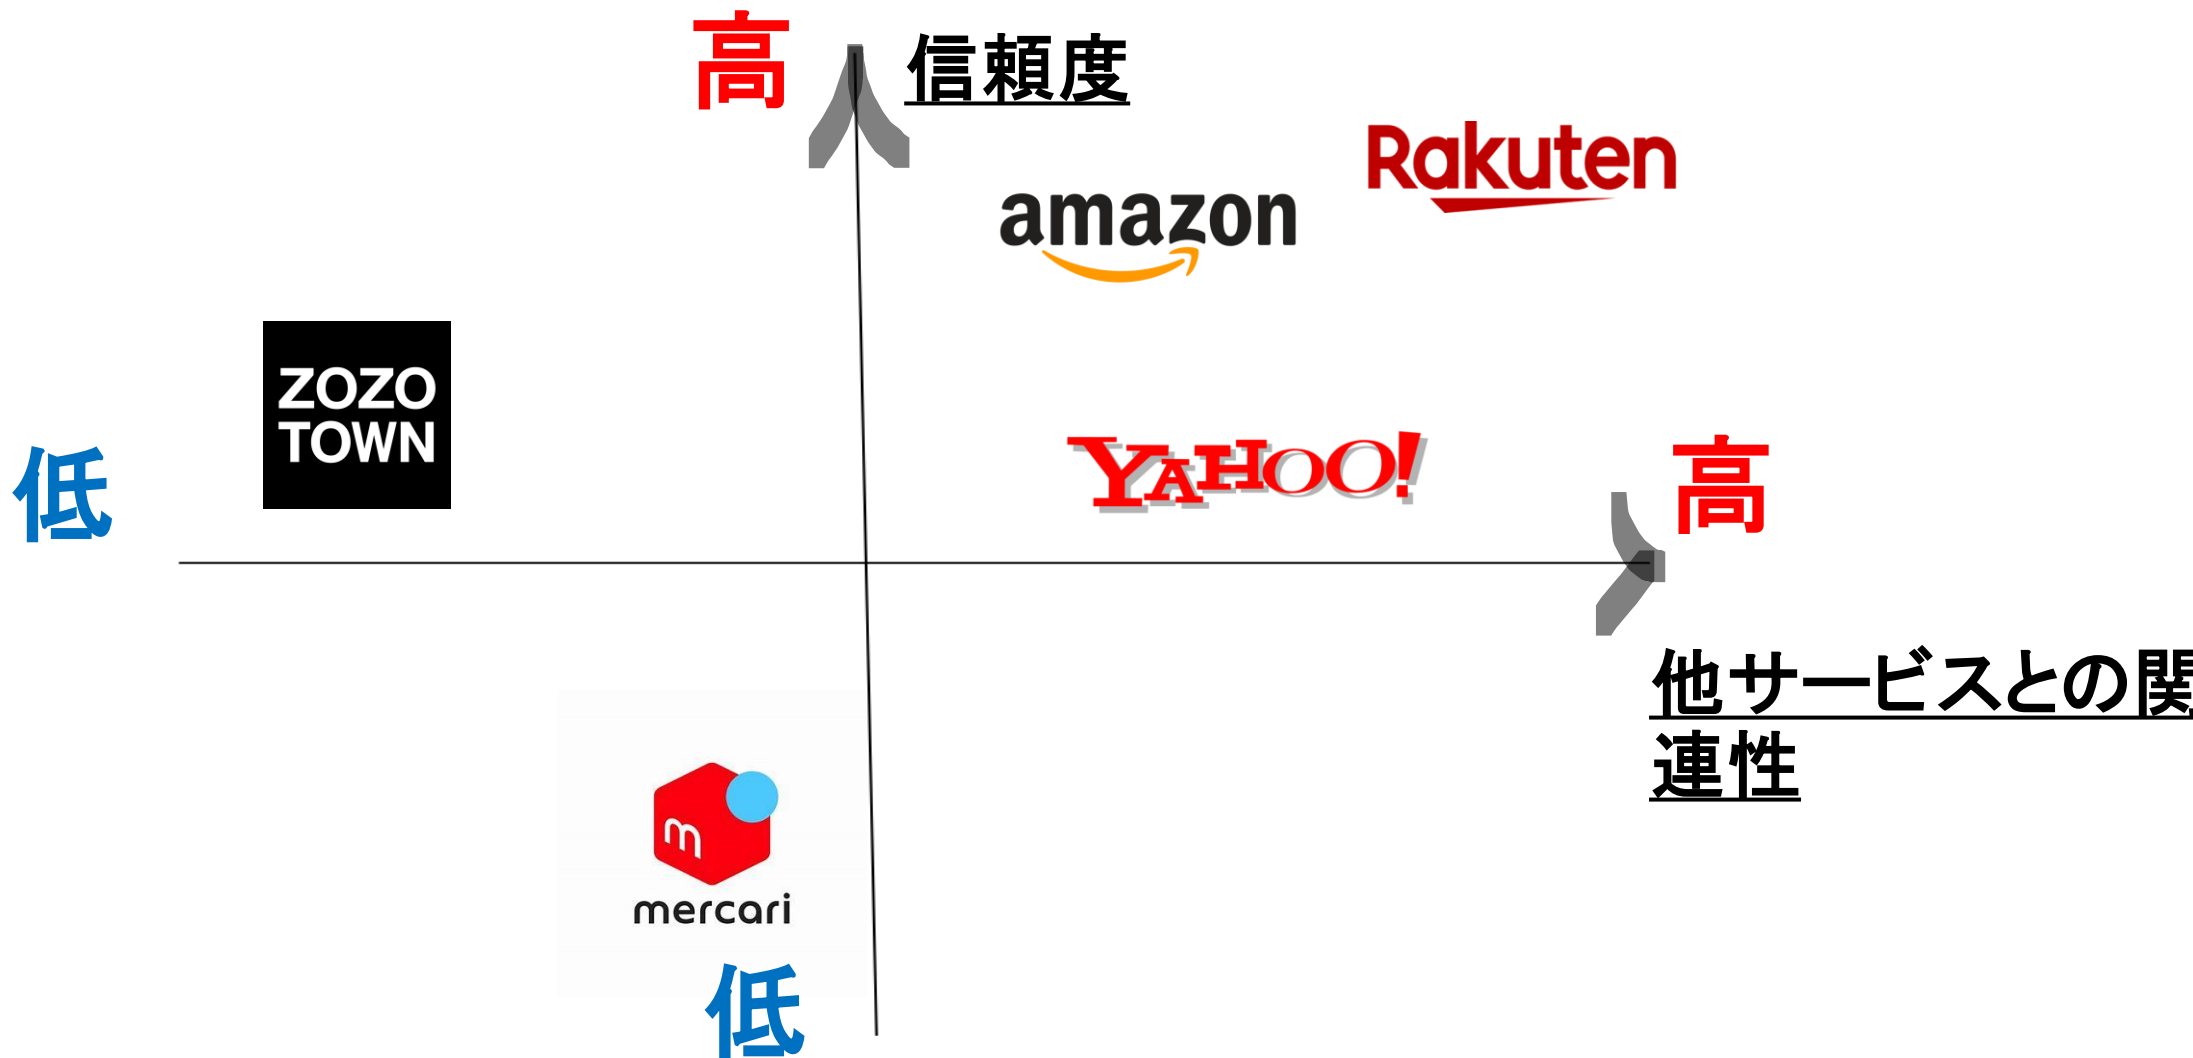 高
信頼度
Rakuten
amazon
ZOZO
TOWN
低
YAHOO!
高
他サービスとの関
連性
m
mercari
低